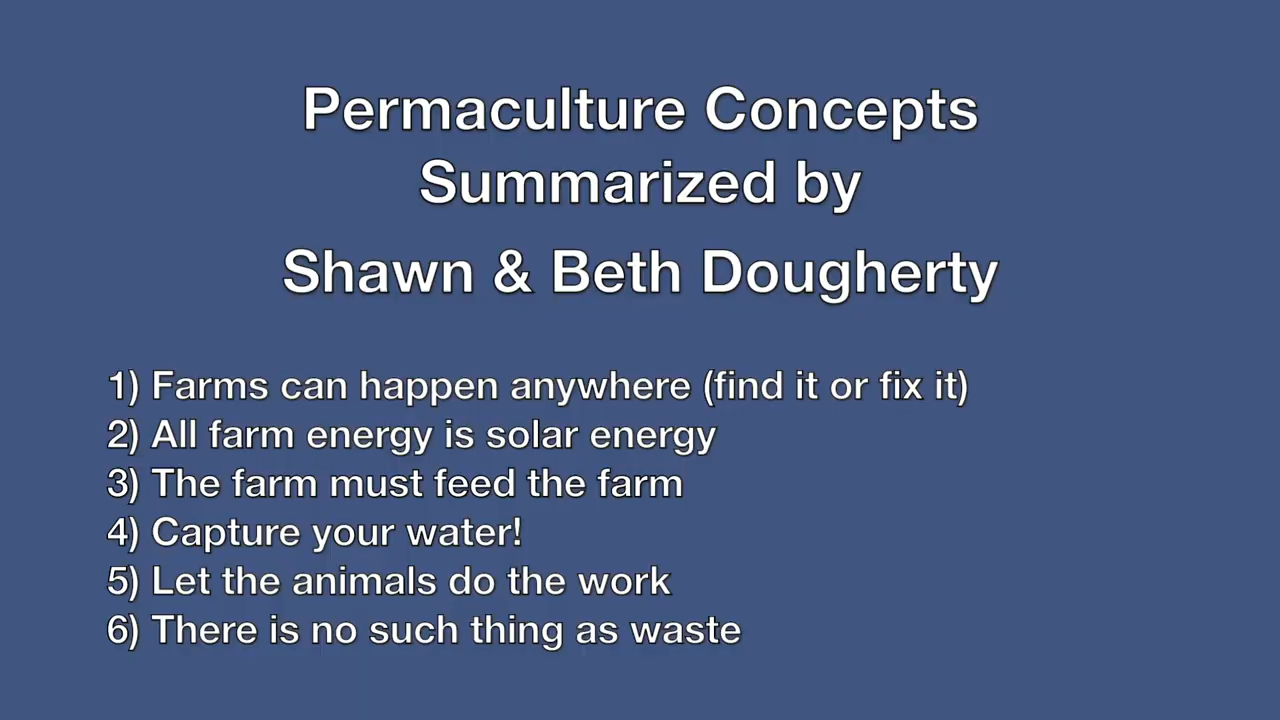 Permaculture Concepts
Summarized by
Shawn & Beth Dougherty
1) Farms can happen anywhere (find it or fix it)
2) All farm energy is solar energy
3) The farm must feed the farm
4) Capture your water!
5) Let the animals do the work
6) There is no such thing as waste